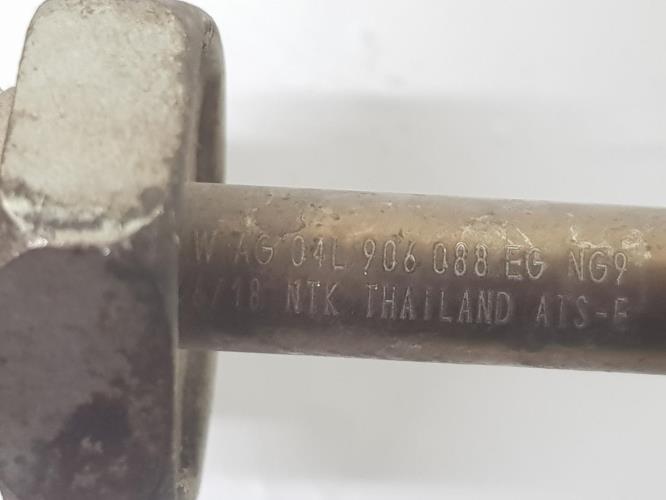 W AG 04L 906 088 EG NG9
/18 NTK THAILAND ATS-E